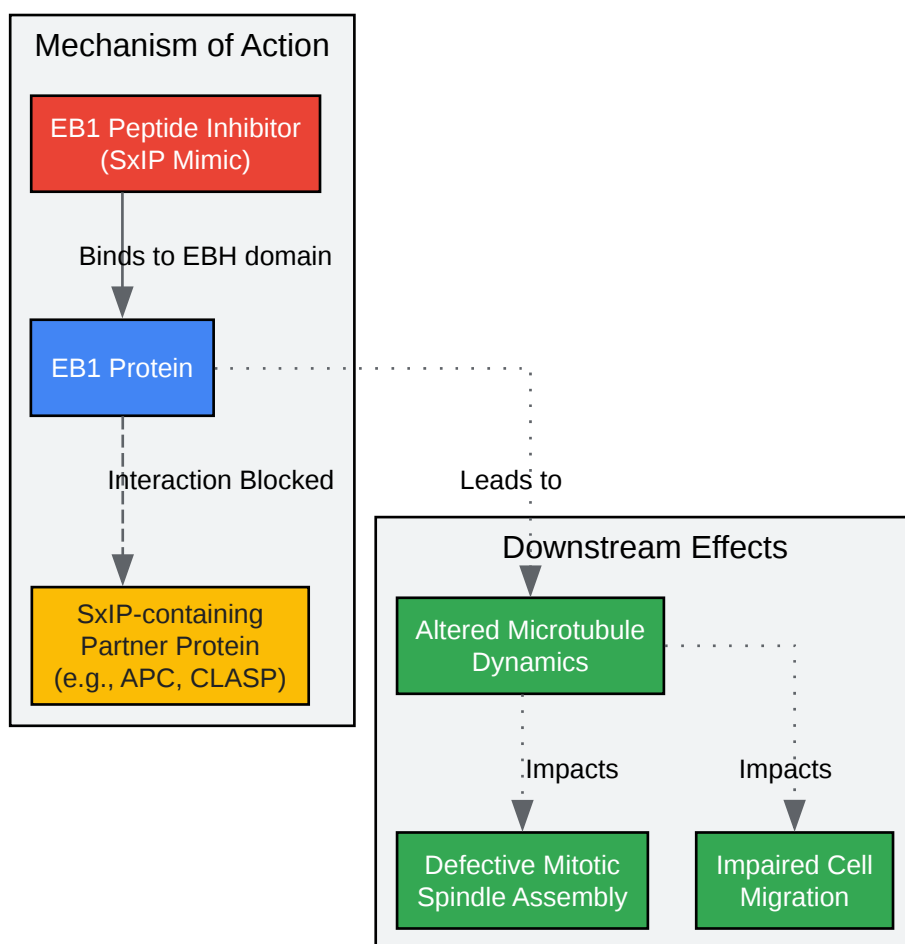 Mechanism of Action
EB1 Peptide Inhibitor
(SxIP Mimic)
Binds to EBH domain
EB1 Protein
Interaction Blocked
SxIP-containing
Partner Protein
(e.g., APC, CLASP)
Leads to
Downstream Effects
Altered Microtubule
Dynamics
Impacts
Impacts
Defective Mitotic
Spindle Assembly
Impaired Cell
Migration